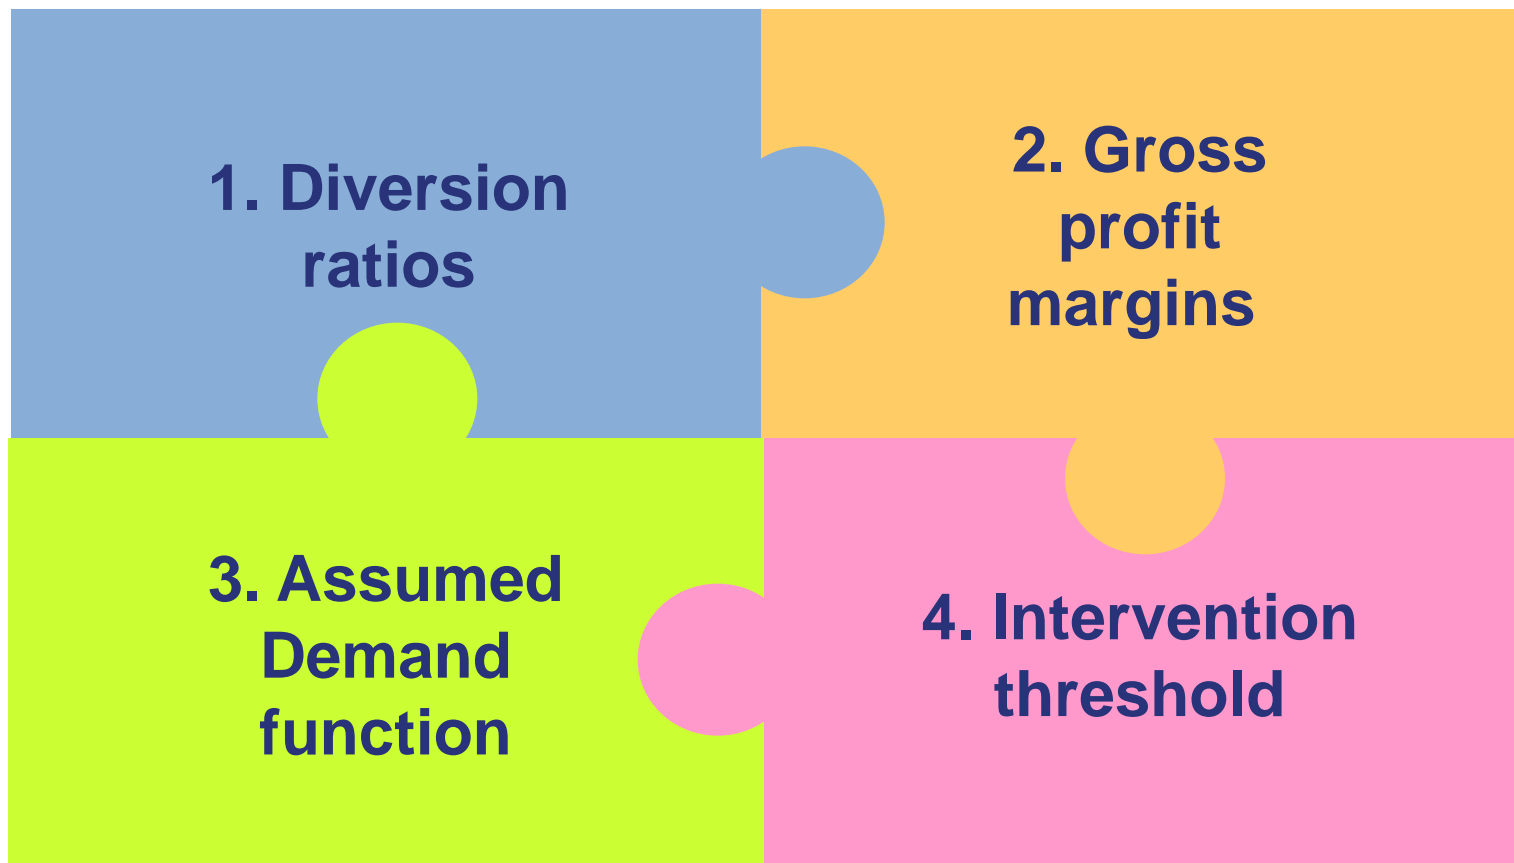 1. Diversion
ratios
2. Gross
profit
margins
3. Assumed
Demand
function
4. Intervention
threshold